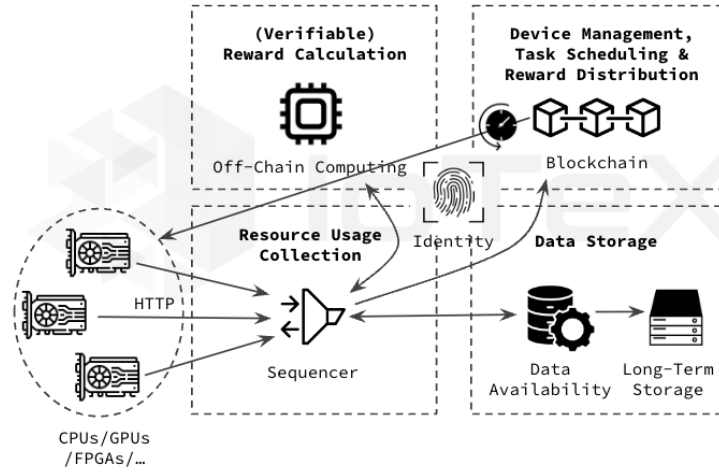 (Verifiable)
Reward Calculation
Device Management,
Task Scheduling &
Reward Distribution
Off-Chain Computing
Blockchain
IoTeX
Identity
Resource Usage
Collection
Data Storage
HTTP
Sequencer
Data
Availability
Long-Term
Storage
CPUs/GPUs
/FPGAs/…